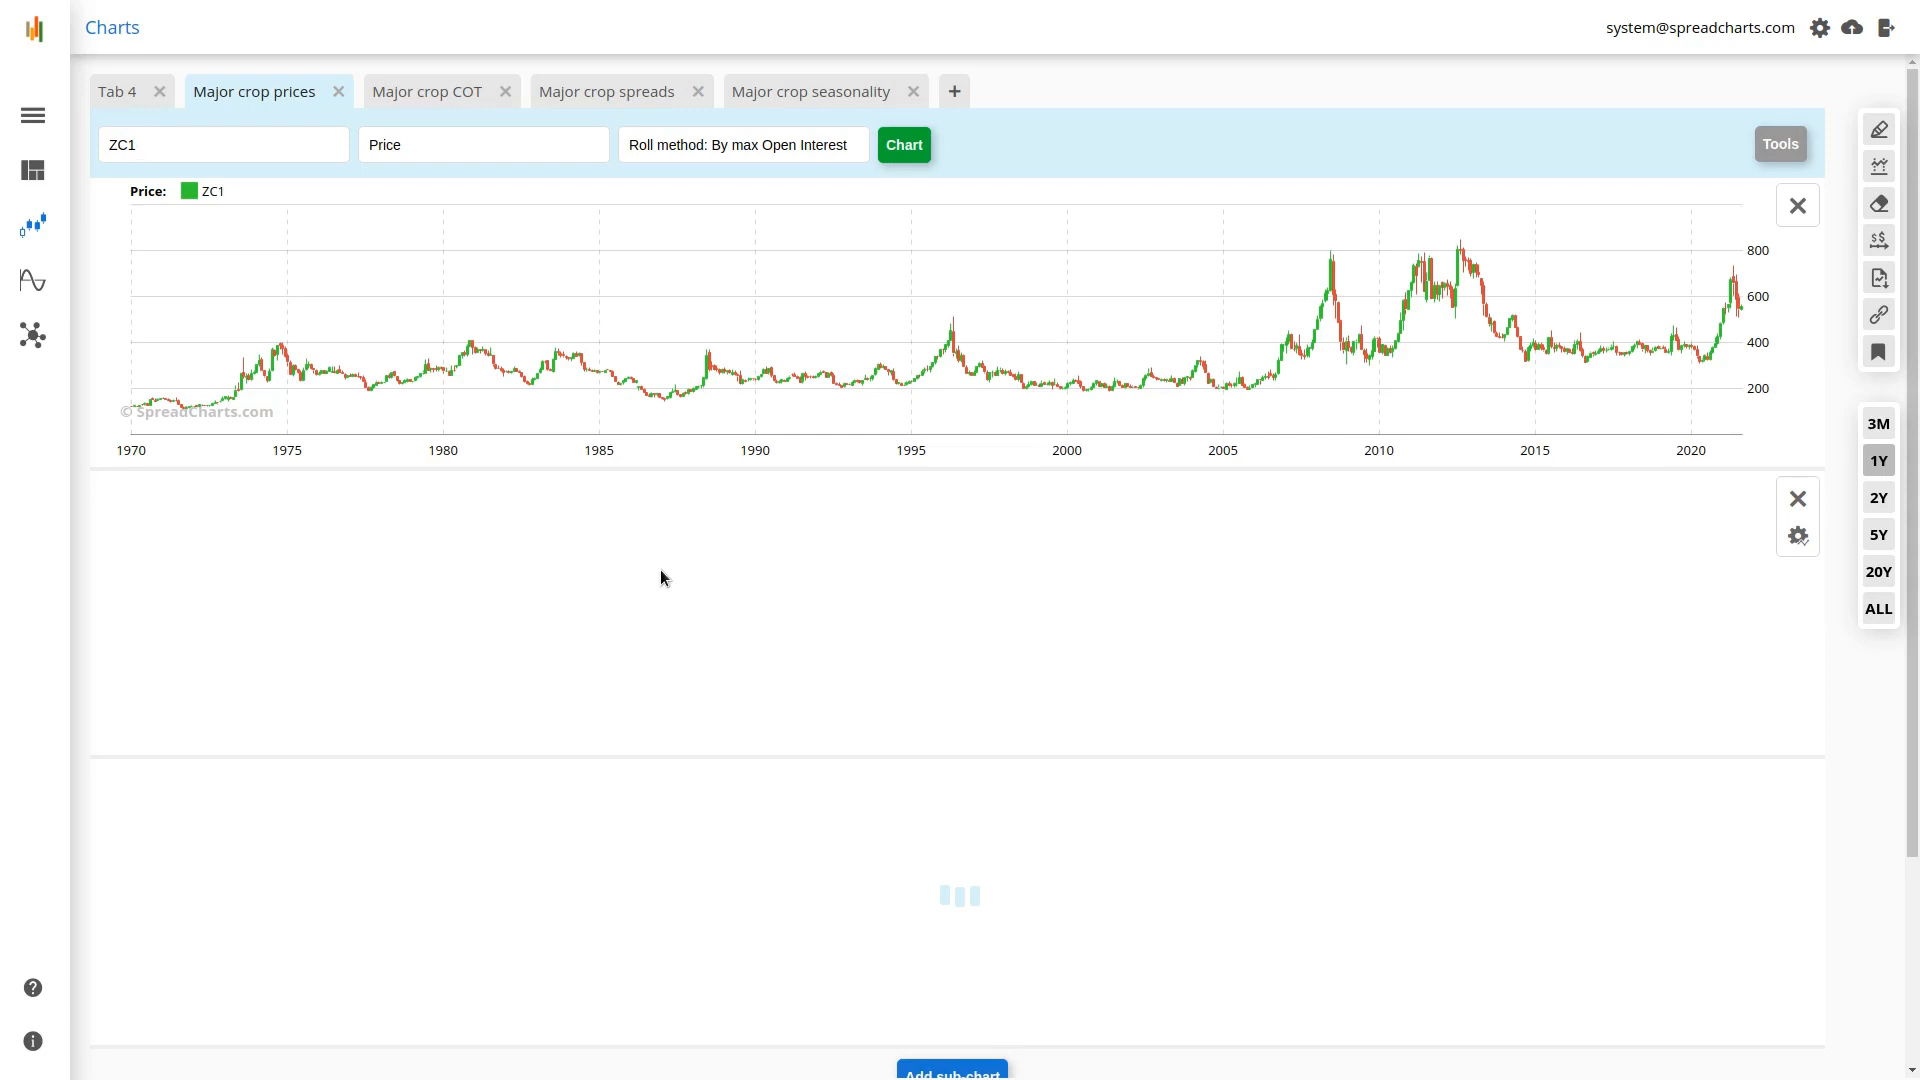 Charts
system@spreadcharts.com
Tab 4
Major crop prices
Major crop COT
Major crop spreads
Major crop seasonality
+
ZC1
Price
Roll method: By max Open Interest
Chart
Tools
Price: ZC1
800
600
400
200
© SpreadCharts.com
1970 1975 1980 1985 1990 1995 2000 2005 2010 2015 2020
3M
1Y
2Y
5Y
20Y
ALL
Add sub-chart